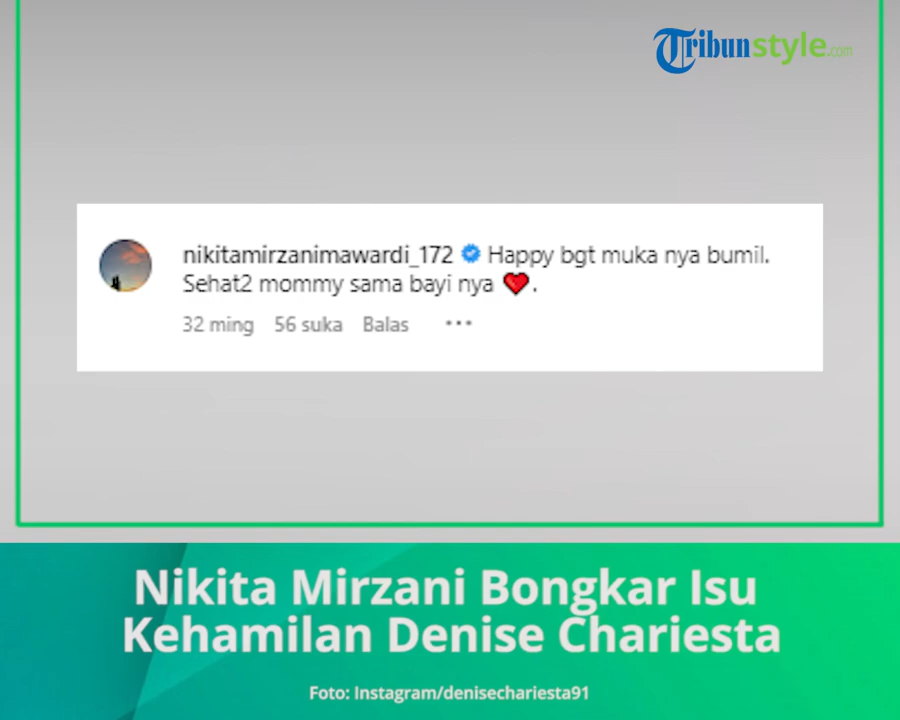 Tribunstyle.com
nikitamirzanimawardi_172 Happy bgt muka nya bumil.
Sehat2 mommy sama bayi nya ❤.
32 ming 56 suka Balas ...
Nikita Mirzani Bongkar Isu
Kehamilan Denise Chariesta
Foto: Instagram/denisechariesta91